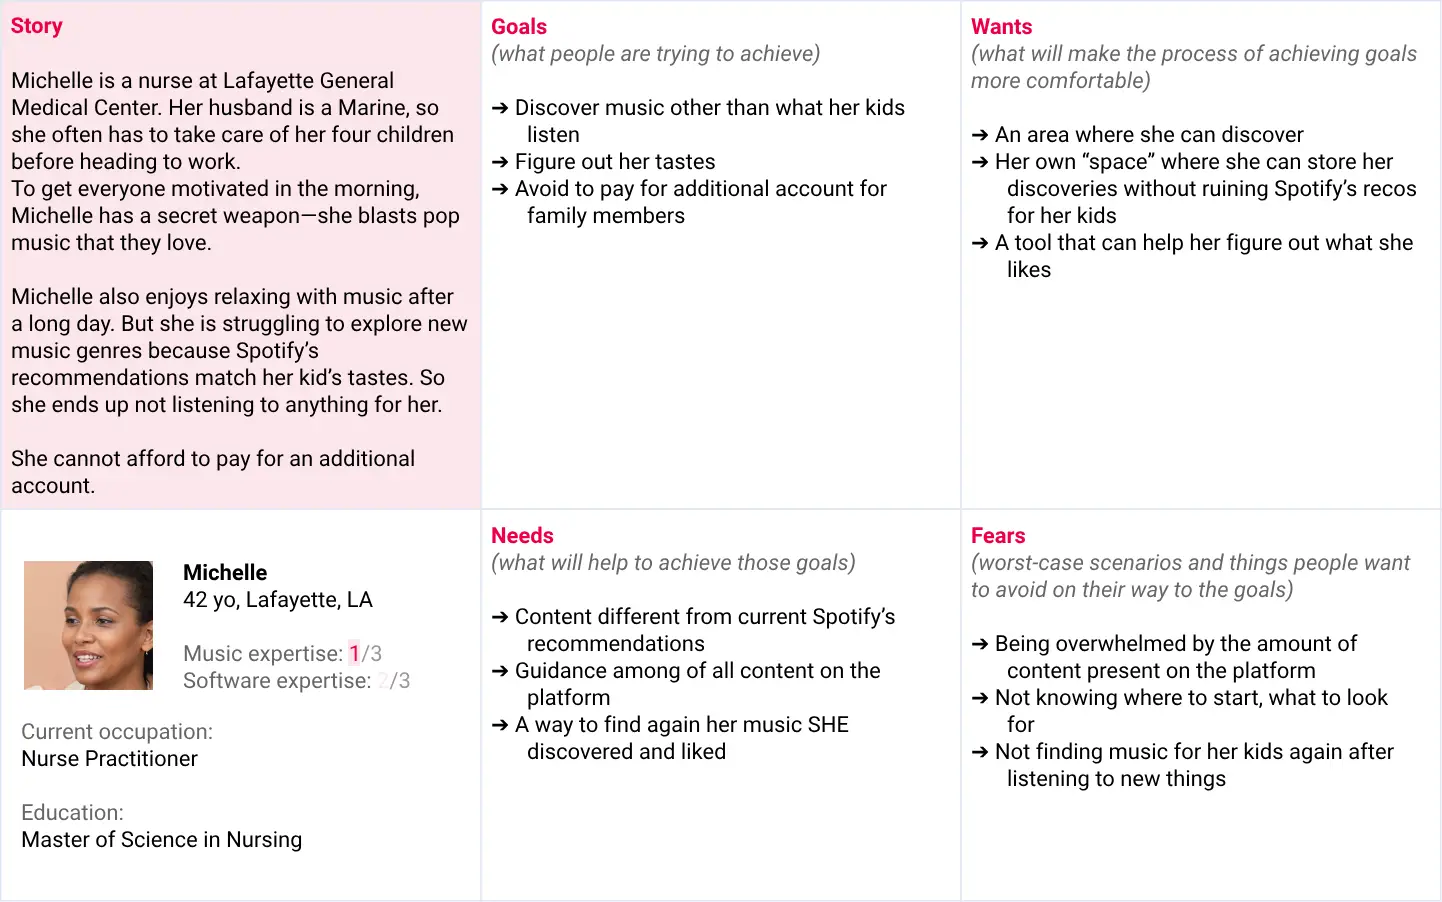 Story
Michelle is a nurse at Lafayette General
Medical Center. Her husband is a Marine, so
she often has to take care of her four children
before heading to work.
To get everyone motivated in the morning,
Michelle has a secret weapon—she blasts pop
music that they love.
Michelle also enjoys relaxing with music after
a long day. But she is struggling to explore new
music genres because Spotify’s
recommendations match her kid’s tastes. So
she ends up not listening to anything for her.
She cannot afford to pay for an additional
account.
Goals
(what people are trying to achieve)
➔ Discover music other than what her kids
listen
➔ Figure out her tastes
➔ Avoid to pay for additional account for
family members
Wants
(what will make the process of achieving goals
more comfortable)
➔ An area where she can discover
➔ Her own “space” where she can store her
discoveries without ruining Spotify’s recos
for her kids
➔ A tool that can help her figure out what she
likes
Michelle
42 yo, Lafayette, LA
Music expertise: 1/3
Software expertise: 2/3
Current occupation:
Nurse Practitioner
Education:
Master of Science in Nursing
Needs
(what will help to achieve those goals)
➔ Content different from current Spotify’s
recommendations
➔ Guidance among of all content on the
platform
➔ A way to find again her music SHE
discovered and liked
Fears
(worst-case scenarios and things people want
to avoid on their way to the goals)
➔ Being overwhelmed by the amount of
content present on the platform
➔ Not knowing where to start, what to look
for
➔ Not finding music for her kids again after
listening to new things